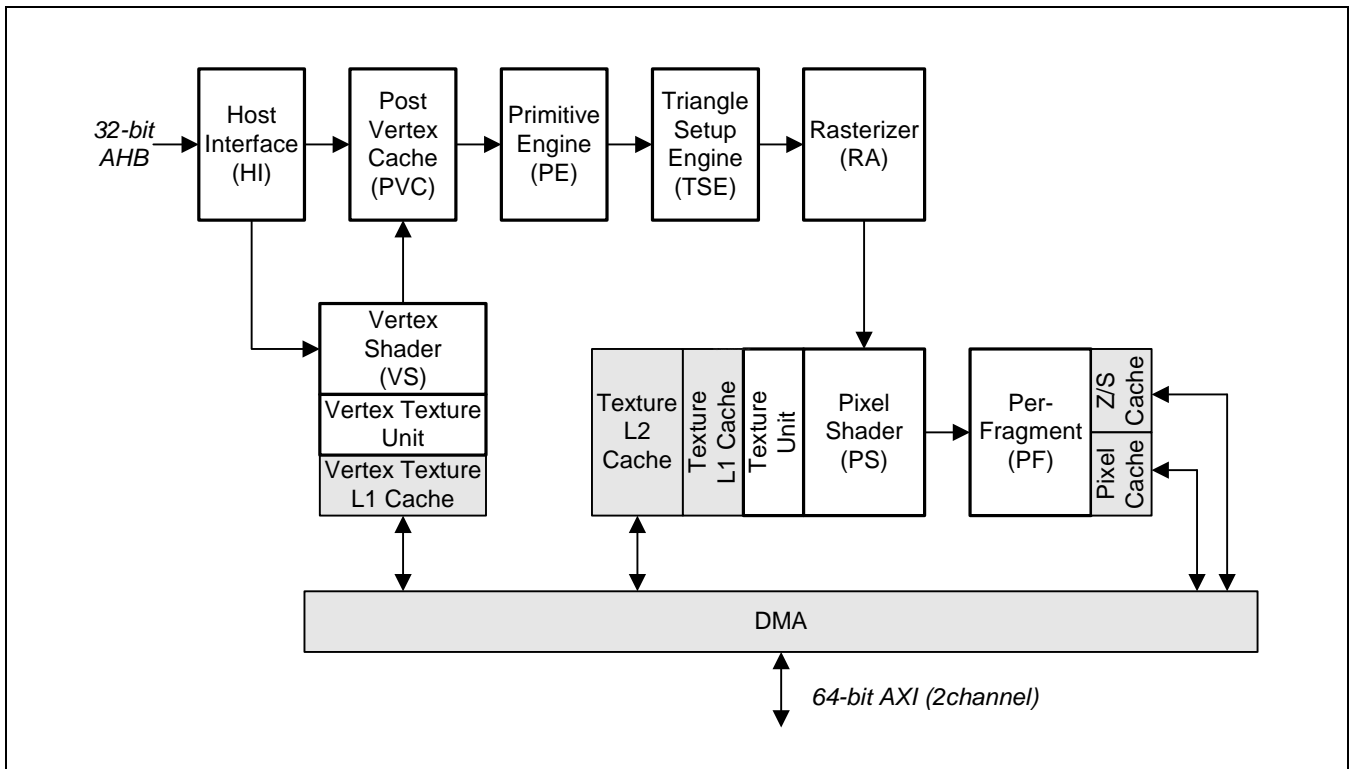 32-bit
AHB
Host
Interface
(HI)
Post
Vertex
Cache
(PVC)
Primitive
Engine
(PE)
Triangle
Setup
Engine
(TSE)
Rasterizer
(RA)
Vertex
Shader
(VS)
Vertex Texture
Unit
Vertex Texture
L1 Cache
Texture
L2
Cache
Texture
L1 Cache
Texture
Unit
Pixel
Shader
(PS)
Per-
Fragment
(PF)
Z/S
Cache
Pixel
Cache
DMA
64-bit AXI (2channel)